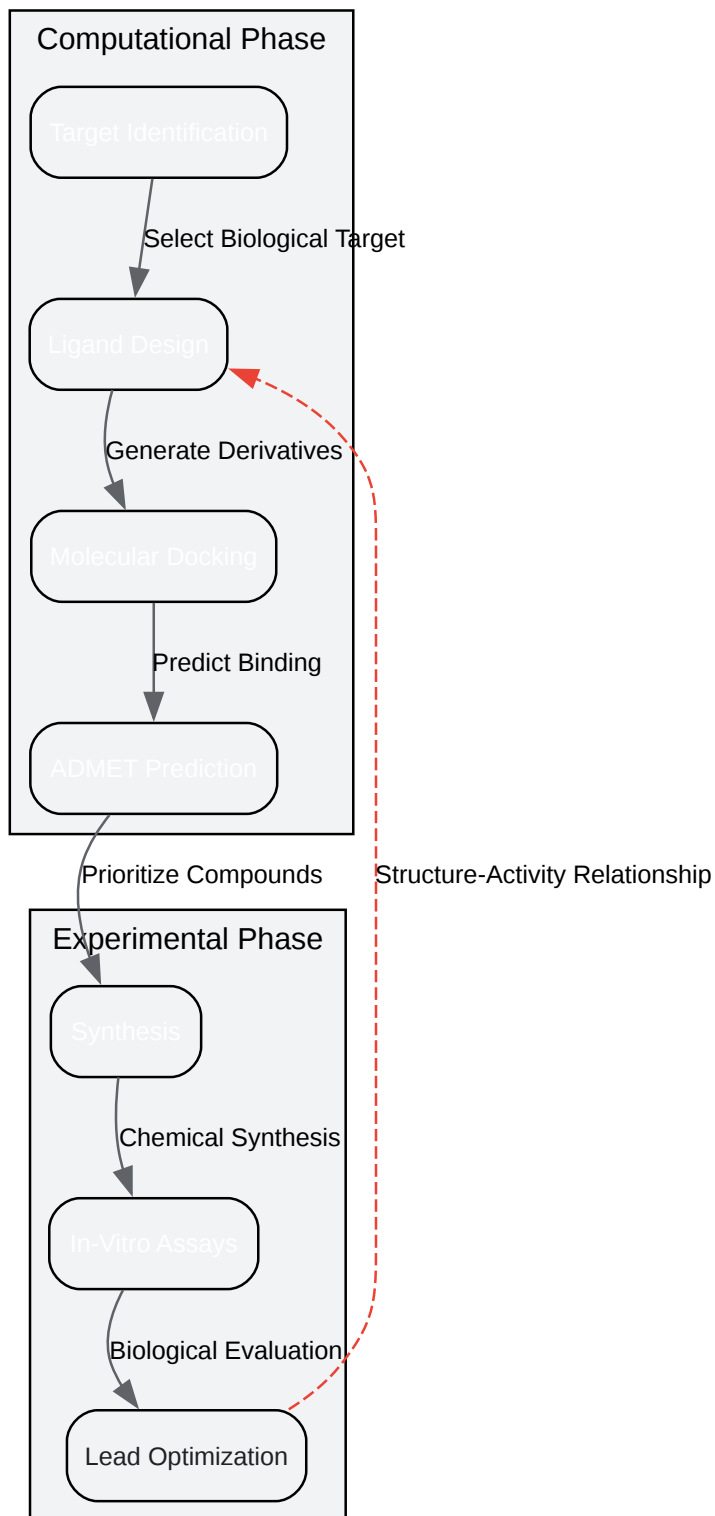 Computational Phase
Target Identification
Select Biological Target
Ligand Design
Generate Derivatives
Molecular Docking
Predict Binding
ADMET Prediction
Prioritize Compounds
Structure-Activity Relationship
Experimental Phase
Synthesis
Chemical Synthesis
In-Vitro Assays
Biological Evaluation
Lead Optimization